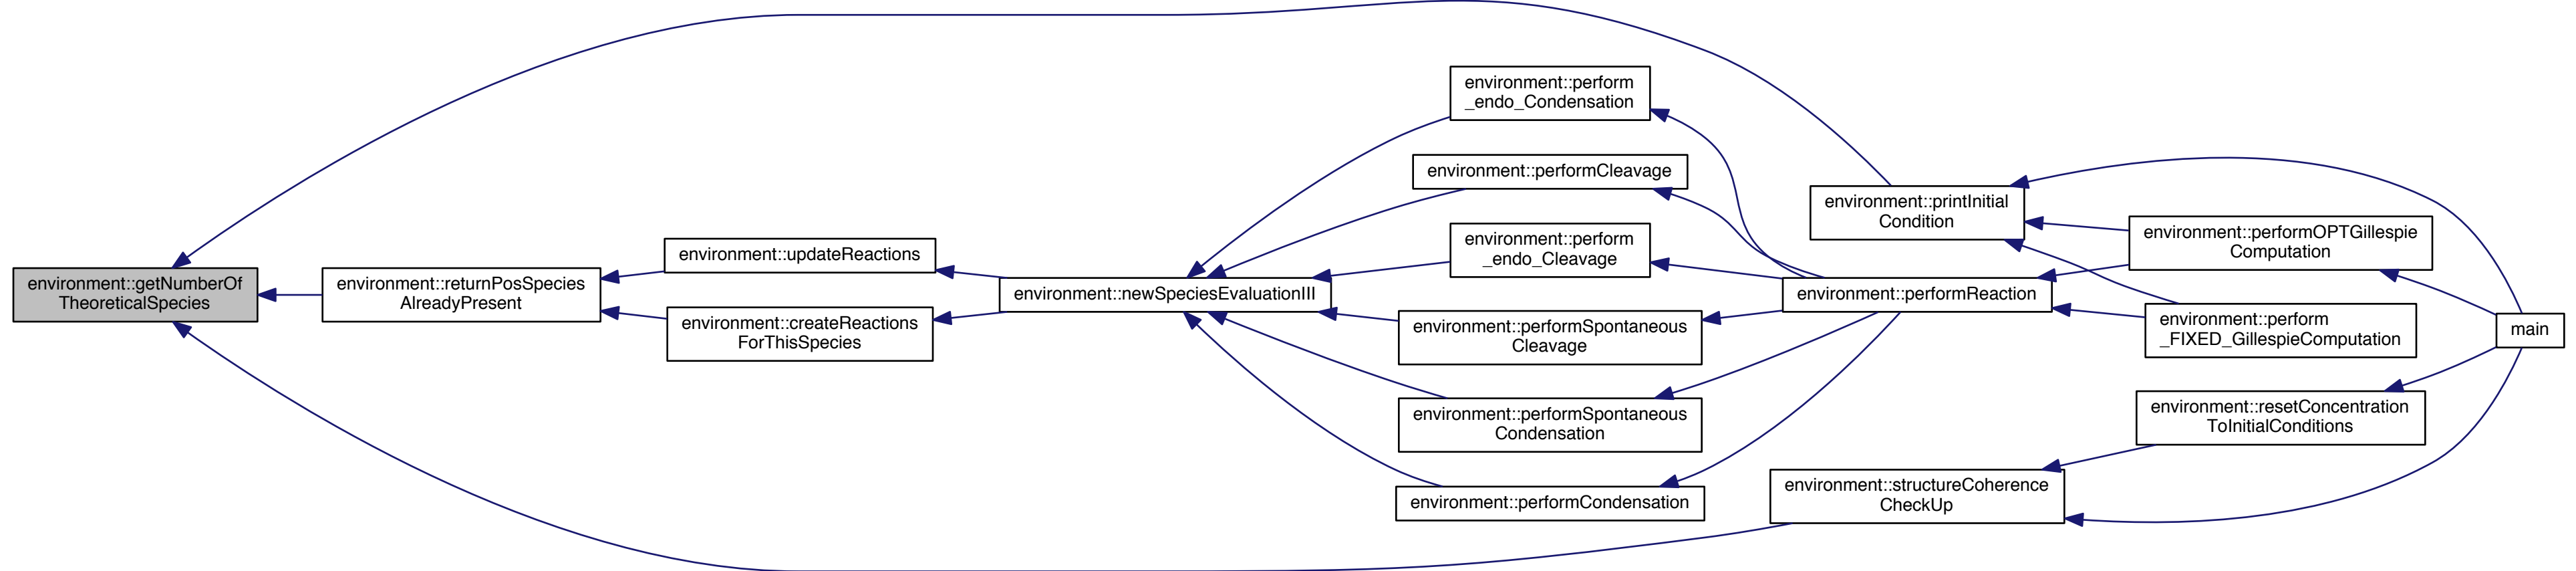 environment::getNumberOf
TheoreticalSpecies
environment::returnPosSpecies
AlreadyPresent
environment::updateReactions
environment::createReactions
ForThisSpecies
environment::newSpeciesEvaluationIII
environment::perform
_endo_Condensation
environment::performCleavage
environment::perform
_endo_Cleavage
environment::performSpontaneous
Cleavage
environment::performSpontaneous
Condensation
environment::performCondensation
environment::printInitial
Condition
environment::performReaction
environment::structureCoherence
CheckUp
environment::performOPTGillespie
Computation
environment::perform
_FIXED_GillespieComputation
environment::resetConcentration
ToInitialConditions
main